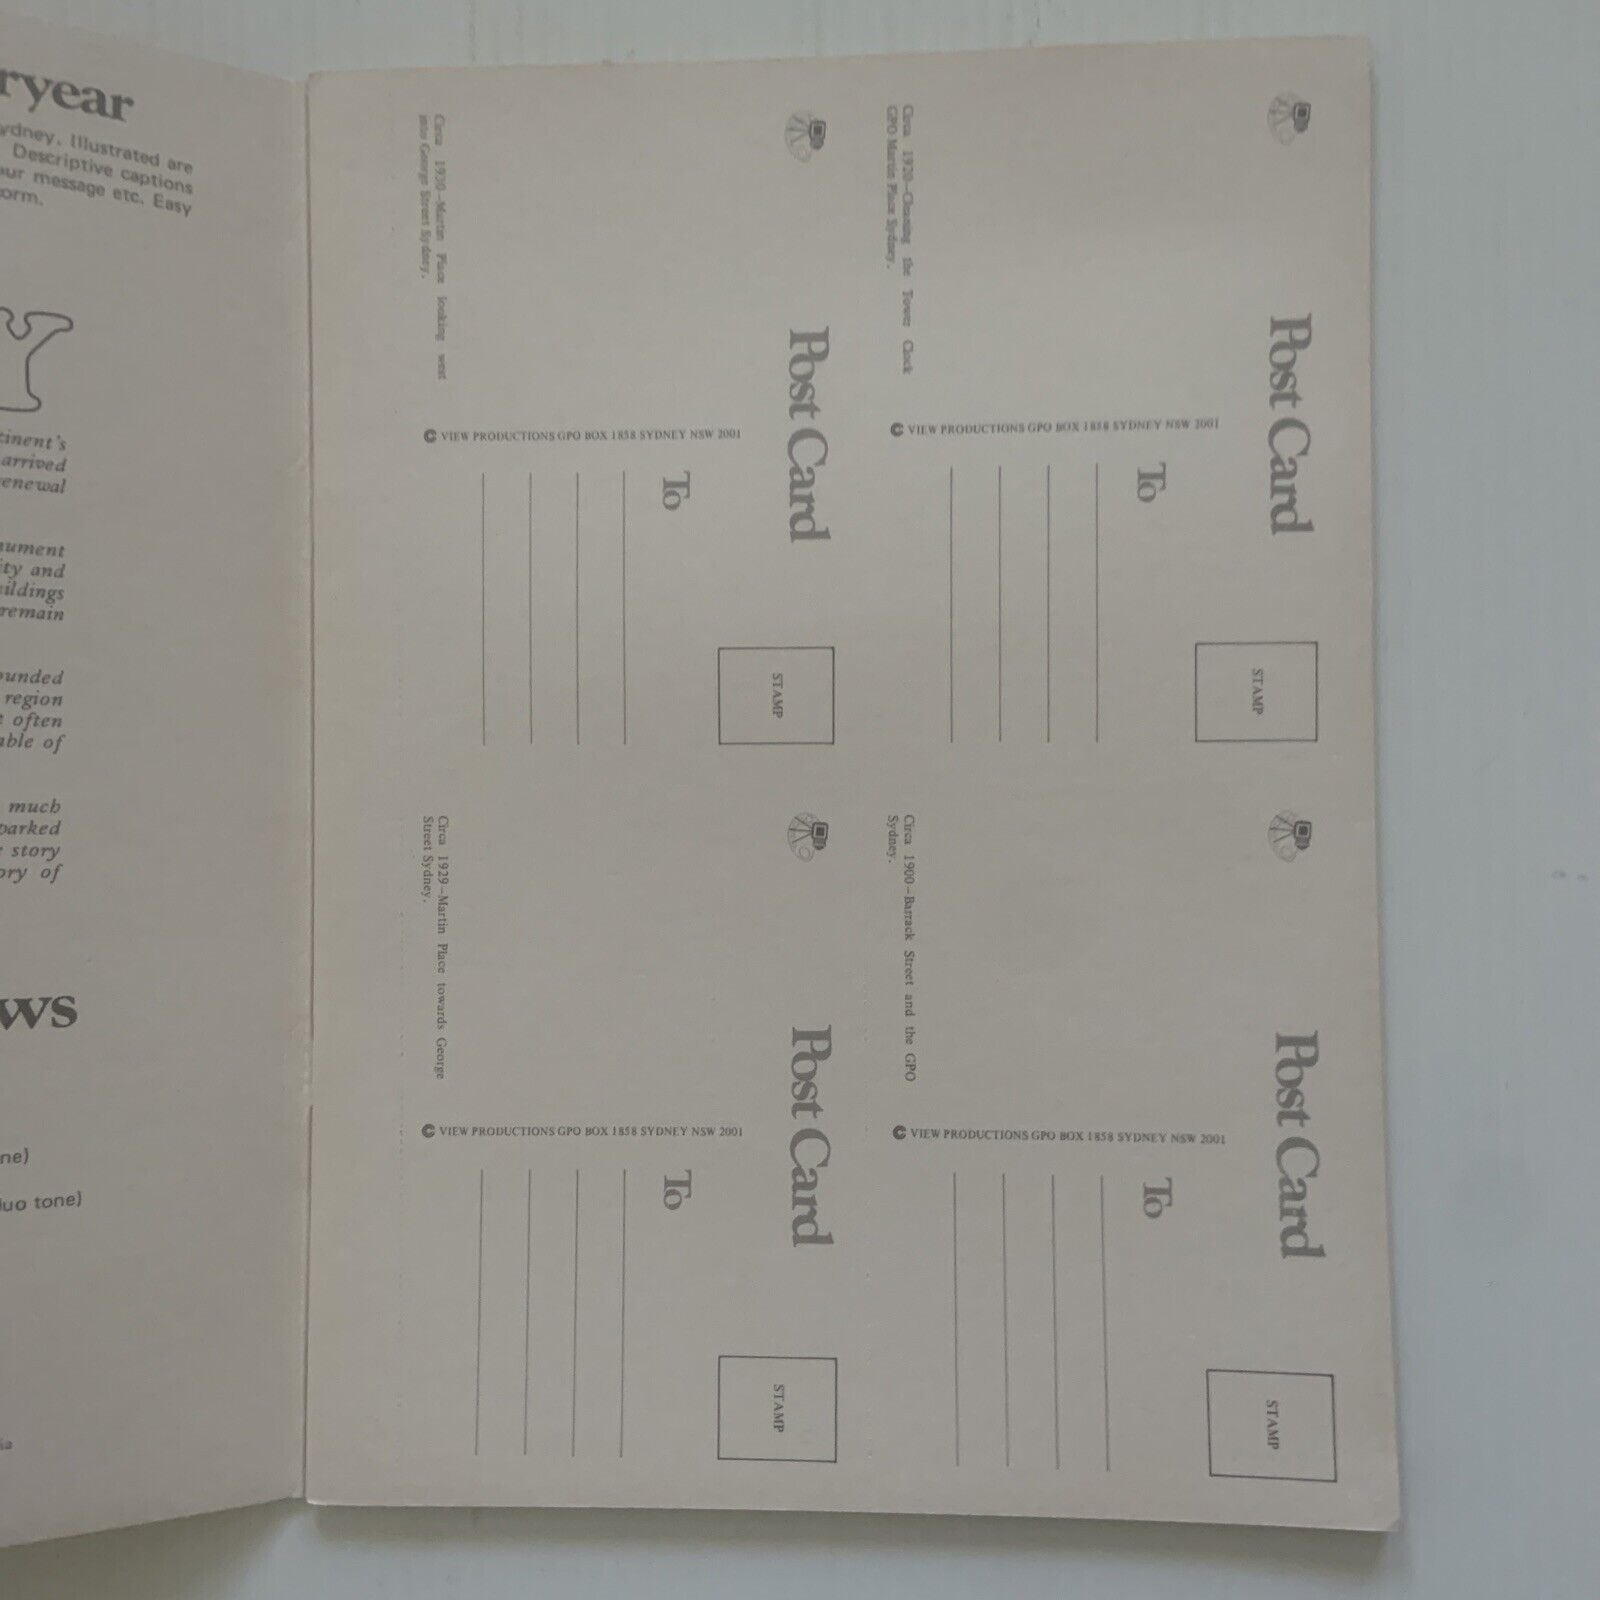 ryear
ydney. Illustrated are
Descriptive captions
our message etc. Easy
orm.
Y
tinent's
arrived
enewal
nument
ity and
ildings
remain
ounded
region
t often
able of
much
parked
story
ory of
ws
ne)
duo tone)
ia
Post Card
Circa 1920—Cleaning the Tower Clock
GPO Martin Place Sydney.
© VIEW PRODUCTIONS GPO BOX 1858 SYDNEY NSW 2001
To
STAMP
Post Card
Circa 1930—Martin Place looking west
into George Street Sydney.
© VIEW PRODUCTIONS GPO BOX 1858 SYDNEY NSW 2001
To
STAMP
Post Card
Circa 1900—Barrack Street and the GPO
Sydney.
© VIEW PRODUCTIONS GPO BOX 1858 SYDNEY NSW 2001
To
STAMP
Post Card
Circa 1929—Martin Place towards George
Street Sydney.
© VIEW PRODUCTIONS GPO BOX 1858 SYDNEY NSW 2001
To
STAMP